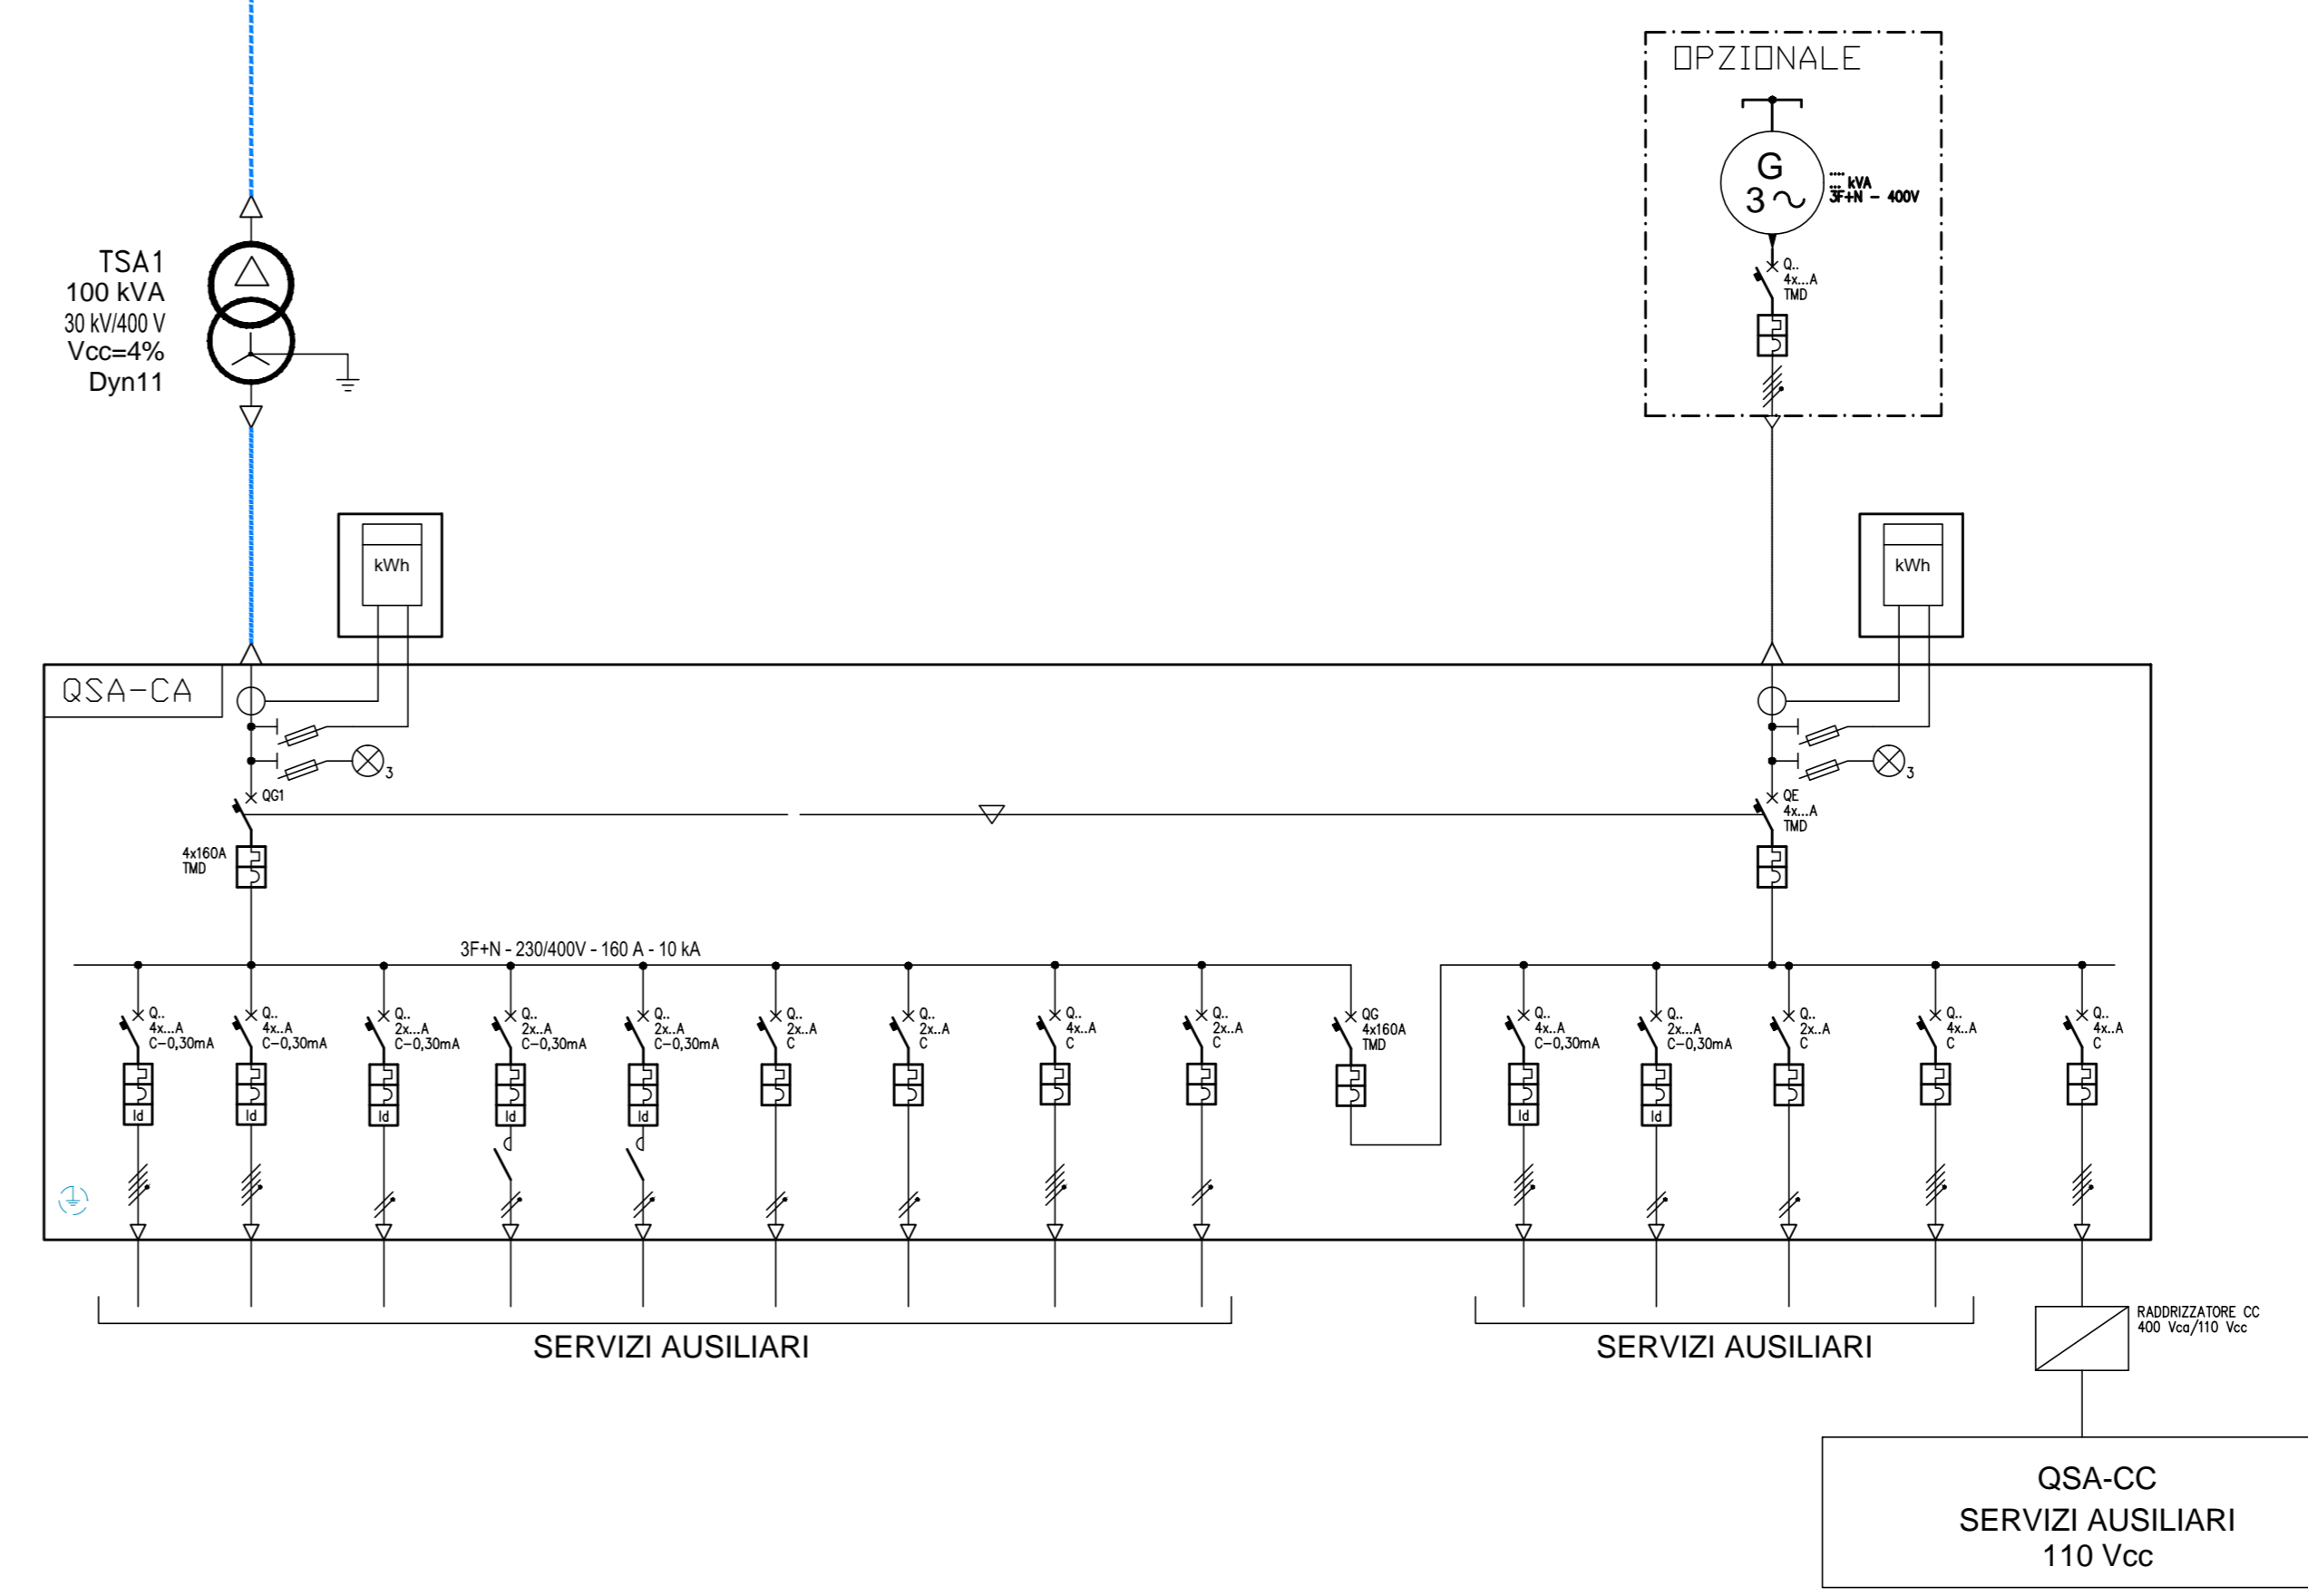 OPZIONALE
G
3
....
... kVA
3F+N - 400V
Q..
4x...A
TMD
TSA1
100 kVA
30 kV/400 V
Vcc=4%
Dyn11
kWh
kWh
QSA-CA
3
3
QG1
4x160A
TMD
QE
4x...A
TMD
3F+N - 230/400V - 160 A - 10 kA
Q..
4x...A
C-0,30mA
Id
Q..
4x..A
C-0,30mA
Id
Q..
2x...A
C-0,30mA
Id
Q..
2x..A
C-0,30mA
Id
Q..
2x..A
C-0,30mA
Id
Q..
2x..A
C
Q..
2x..A
C
Q..
4x..A
C
Q..
2x..A
C
QG
4x160A
TMD
Q..
4x..A
C-0,30mA
Id
Q..
2x...A
C-0,30mA
Id
Q..
2x..A
C
Q..
4x..A
C
Q..
4x..A
C
SERVIZI AUSILIARI
SERVIZI AUSILIARI
RADDRIZZATORE CC
400 Vca/110 Vcc
QSA-CC
SERVIZI AUSILIARI
110 Vcc